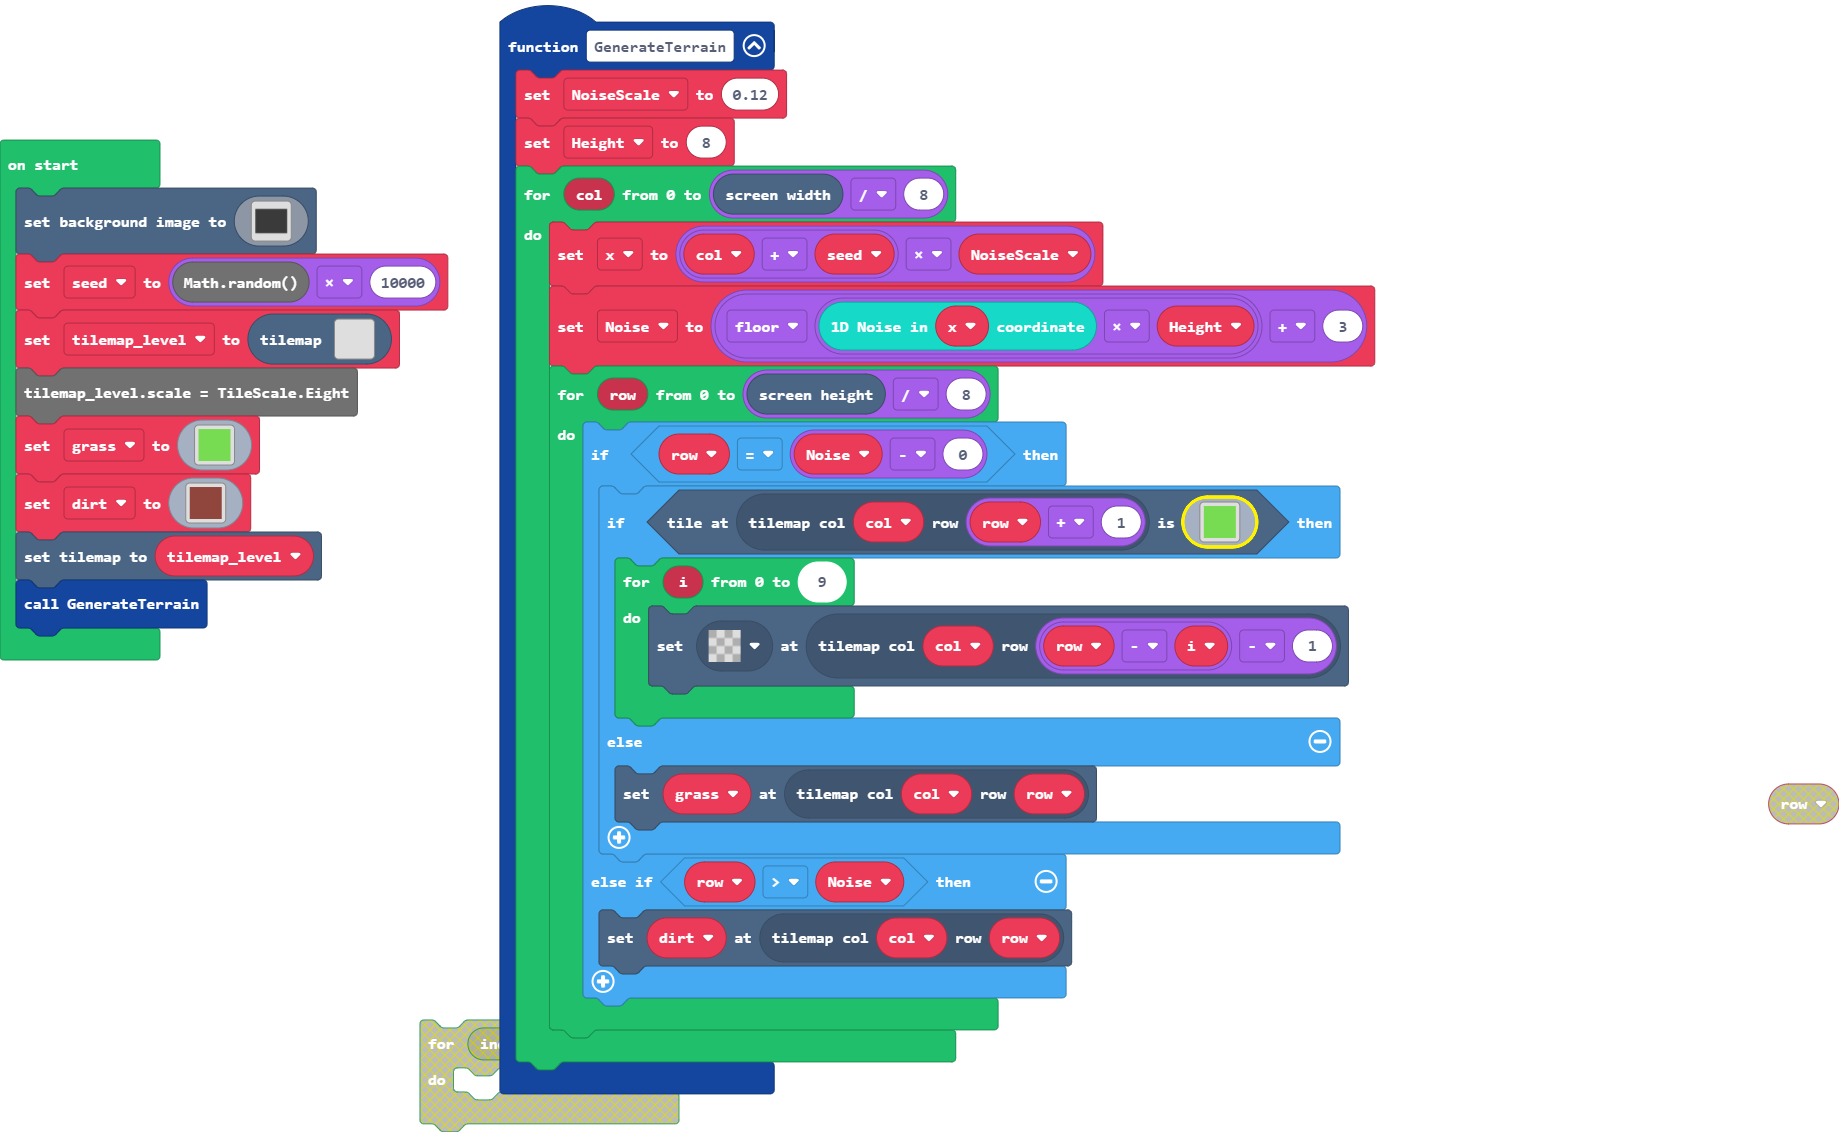 on start
set background image to
set seed to Math.random() × 10000
set tilemap_level to tilemap
tilemap_level.scale = TileScale.Eight
set grass to
set dirt to
set tilemap to tilemap_level
call GenerateTerrain
function GenerateTerrain
set NoiseScale to 0.12
set Height to 8
for col from 0 to screen width / 8
do
set x to col + seed × NoiseScale
set Noise to floor 1D Noise in x coordinate × Height + 3
for row from 0 to screen height / 8
do
if row = Noise - 0 then
if tile at tilemap col col row row + 1 is then
for i from 0 to 9
do
set at tilemap col col row row - i - 1
else
set grass at tilemap col col row row
else if row > Noise then
set dirt at tilemap col col row row
for
do
row